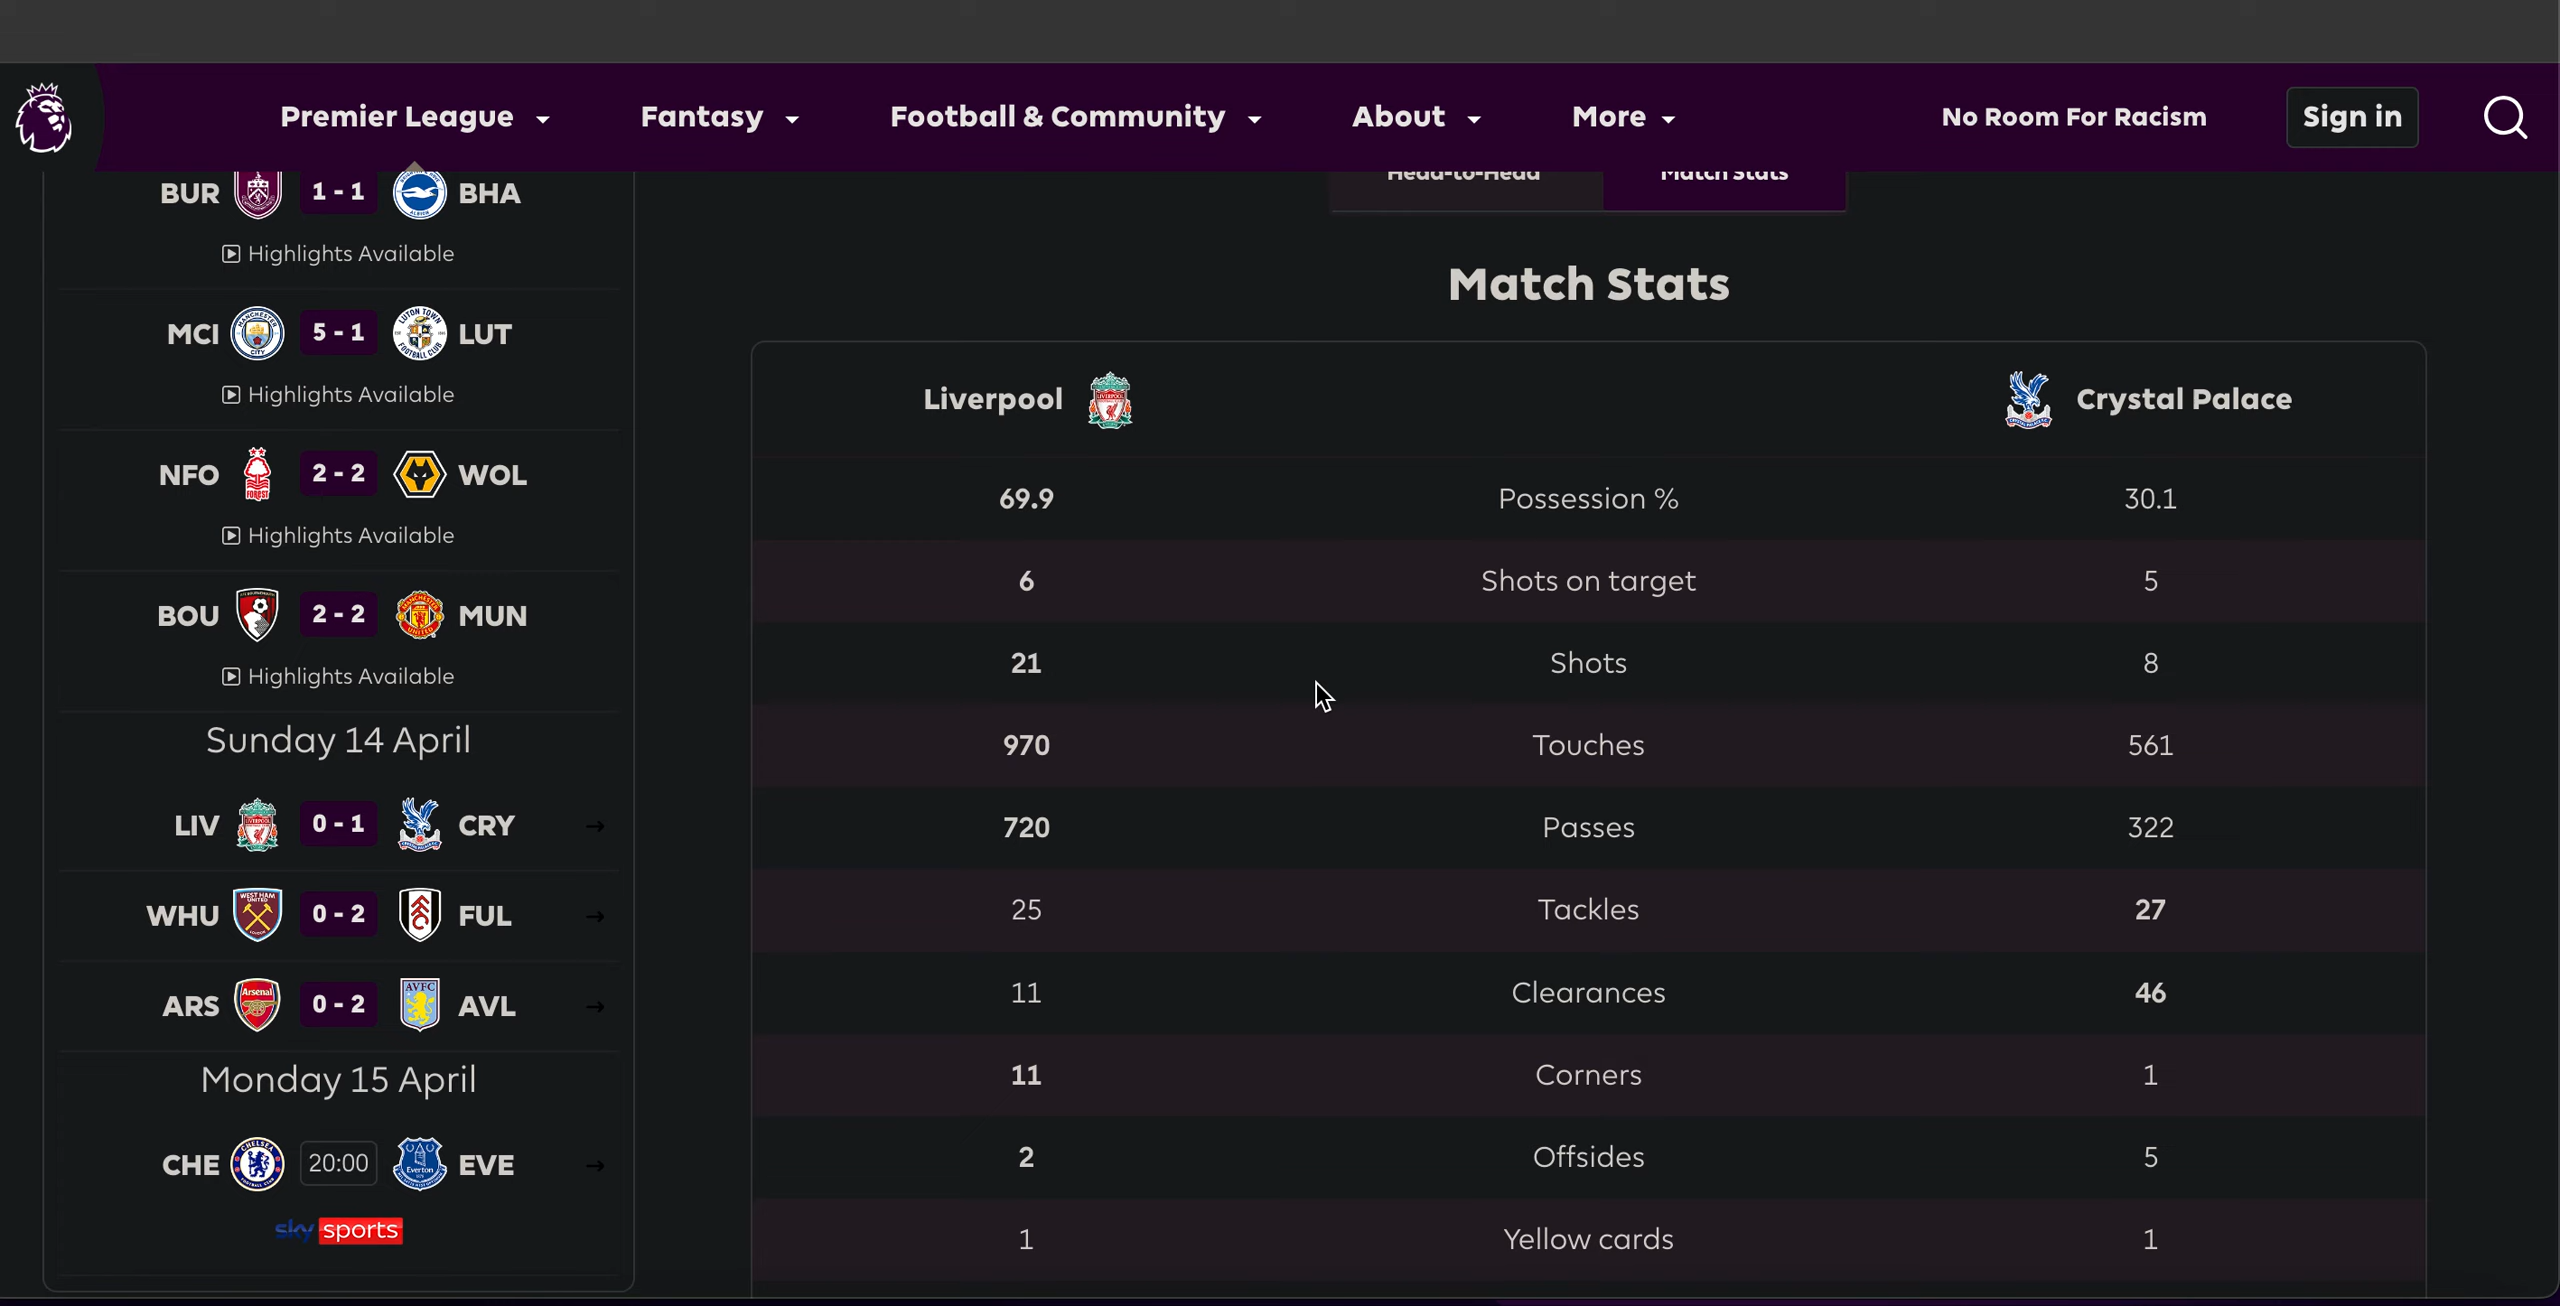 Premier League
Fantasy
Football & Community
About
More
No Room For Racism
Sign in
BUR 1 - 1 BHA
Highlights Available
MCI 5 - 1 LUT
Highlights Available
NFO 2 - 2 WOL
Highlights Available
BOU 2 - 2 MUN
Highlights Available
Sunday 14 April
LIV 0 - 1 CRY
WHU 0 - 2 FUL
ARS 0 - 2 AVL
Monday 15 April
CHE 20:00 EVE
sky sports
Head-to-Head Match Stats
Match Stats
Liverpool Crystal Palace
69.9 Possession % 30.1
6 Shots on target 5
21 Shots 8
970 Touches 561
720 Passes 322
25 Tackles 27
11 Clearances 46
11 Corners 1
2 Offsides 5
1 Yellow cards 1